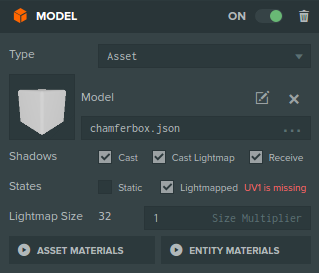 MODEL ON
Type Asset
Model
chamferbox.json ...
Shadows Cast Cast Lightmap Receive
States Static Lightmapped UV1 is missing
Lightmap Size 32 1 Size Multiplier
ASSET MATERIALS ENTITY MATERIALS